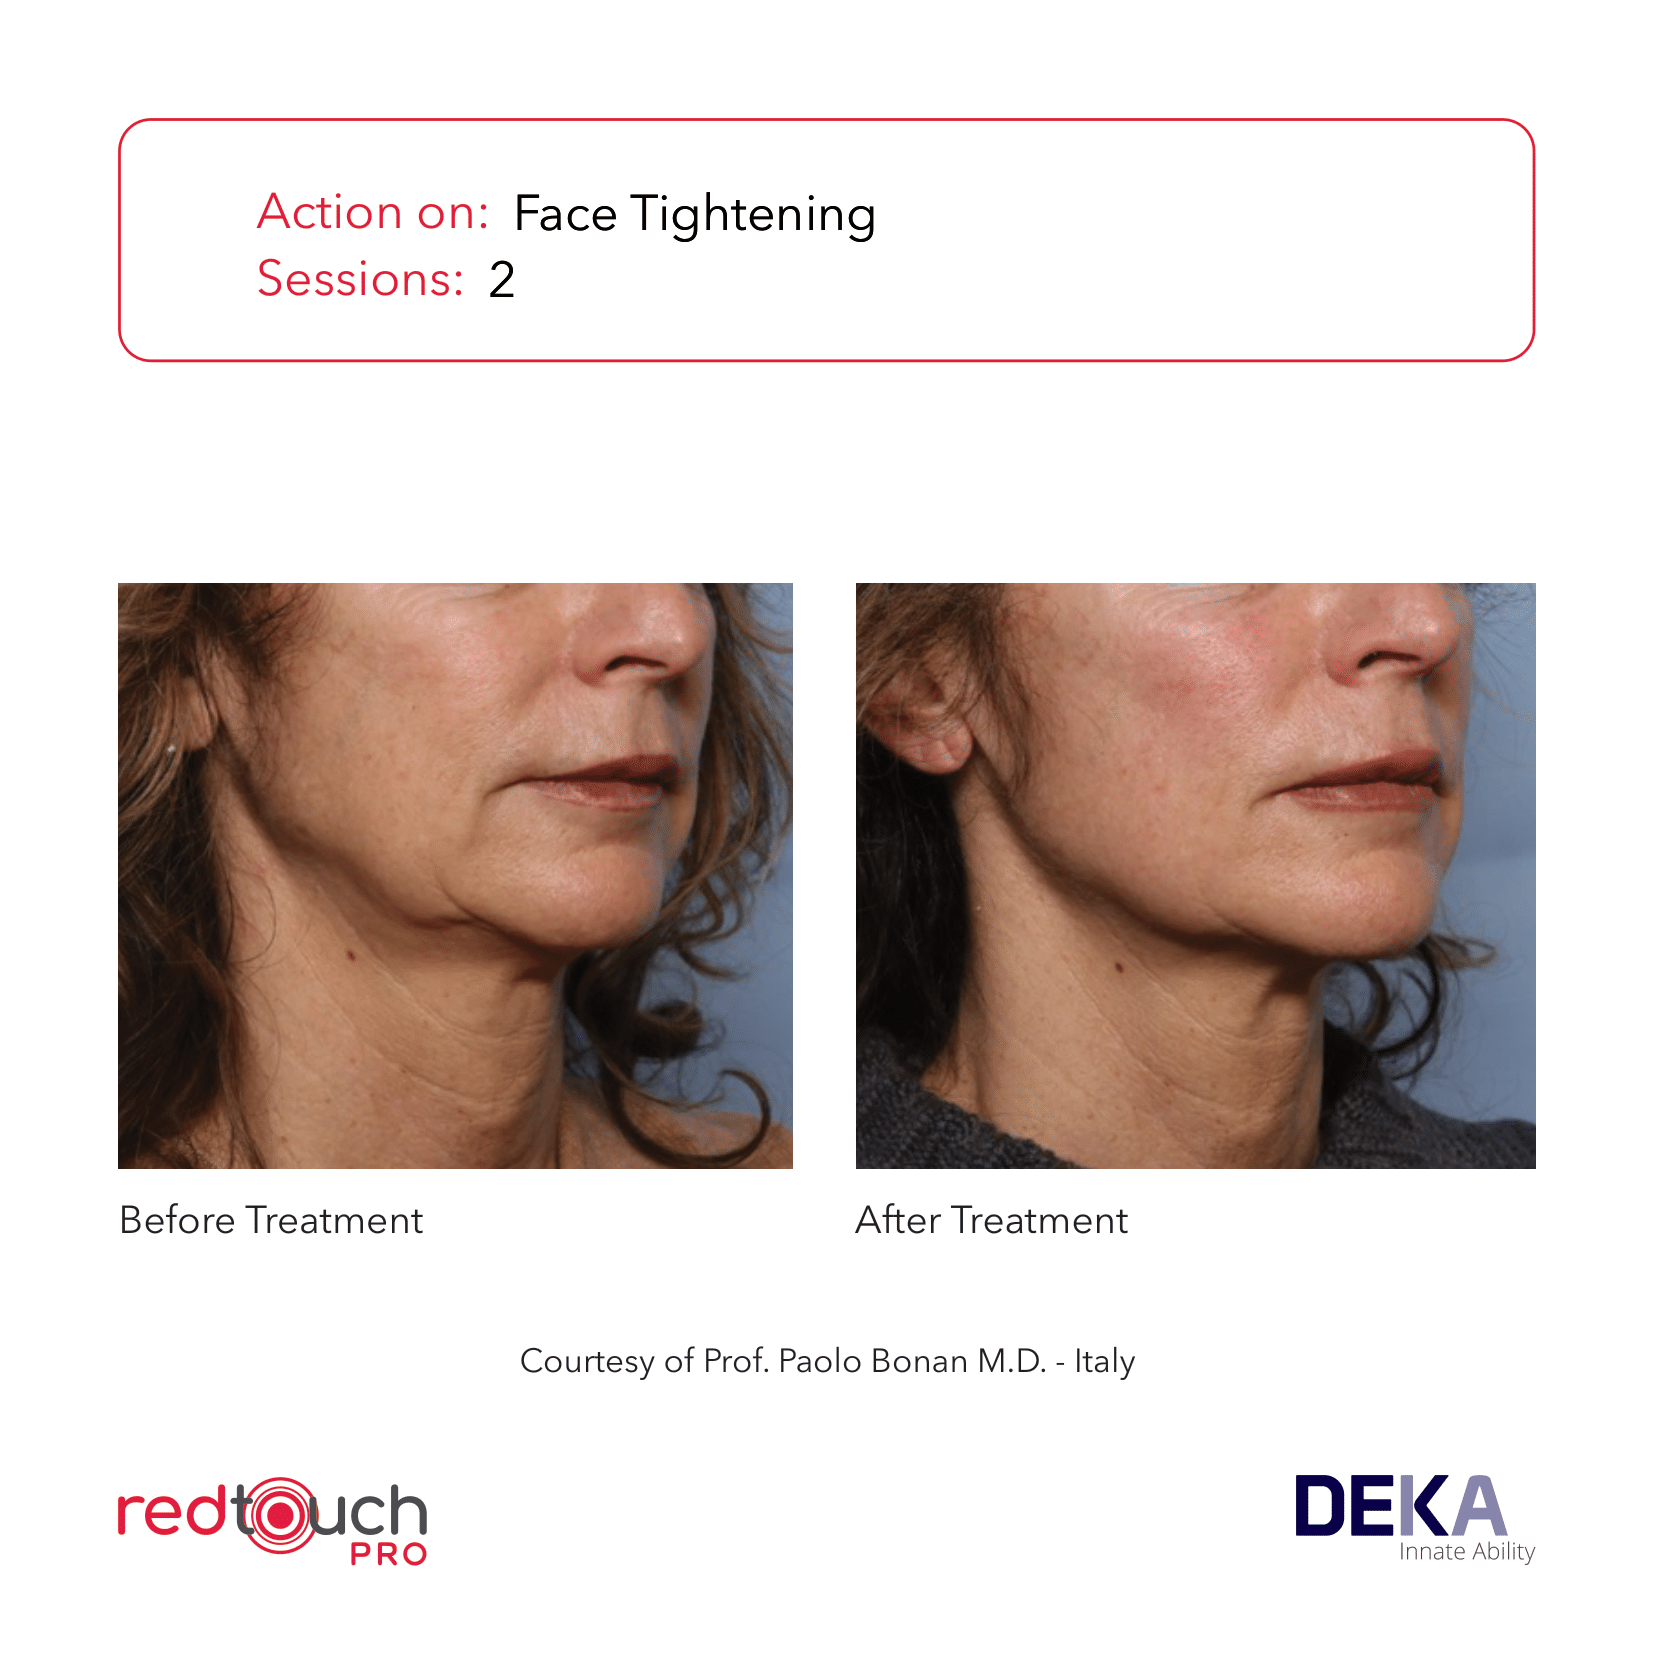 Action on: Face Tightening
Sessions: 2
Before Treatment
After Treatment
Courtesy of Prof. Paolo Bonan M.D. - Italy
redtouch
PRO
DEKA
Innate Ability